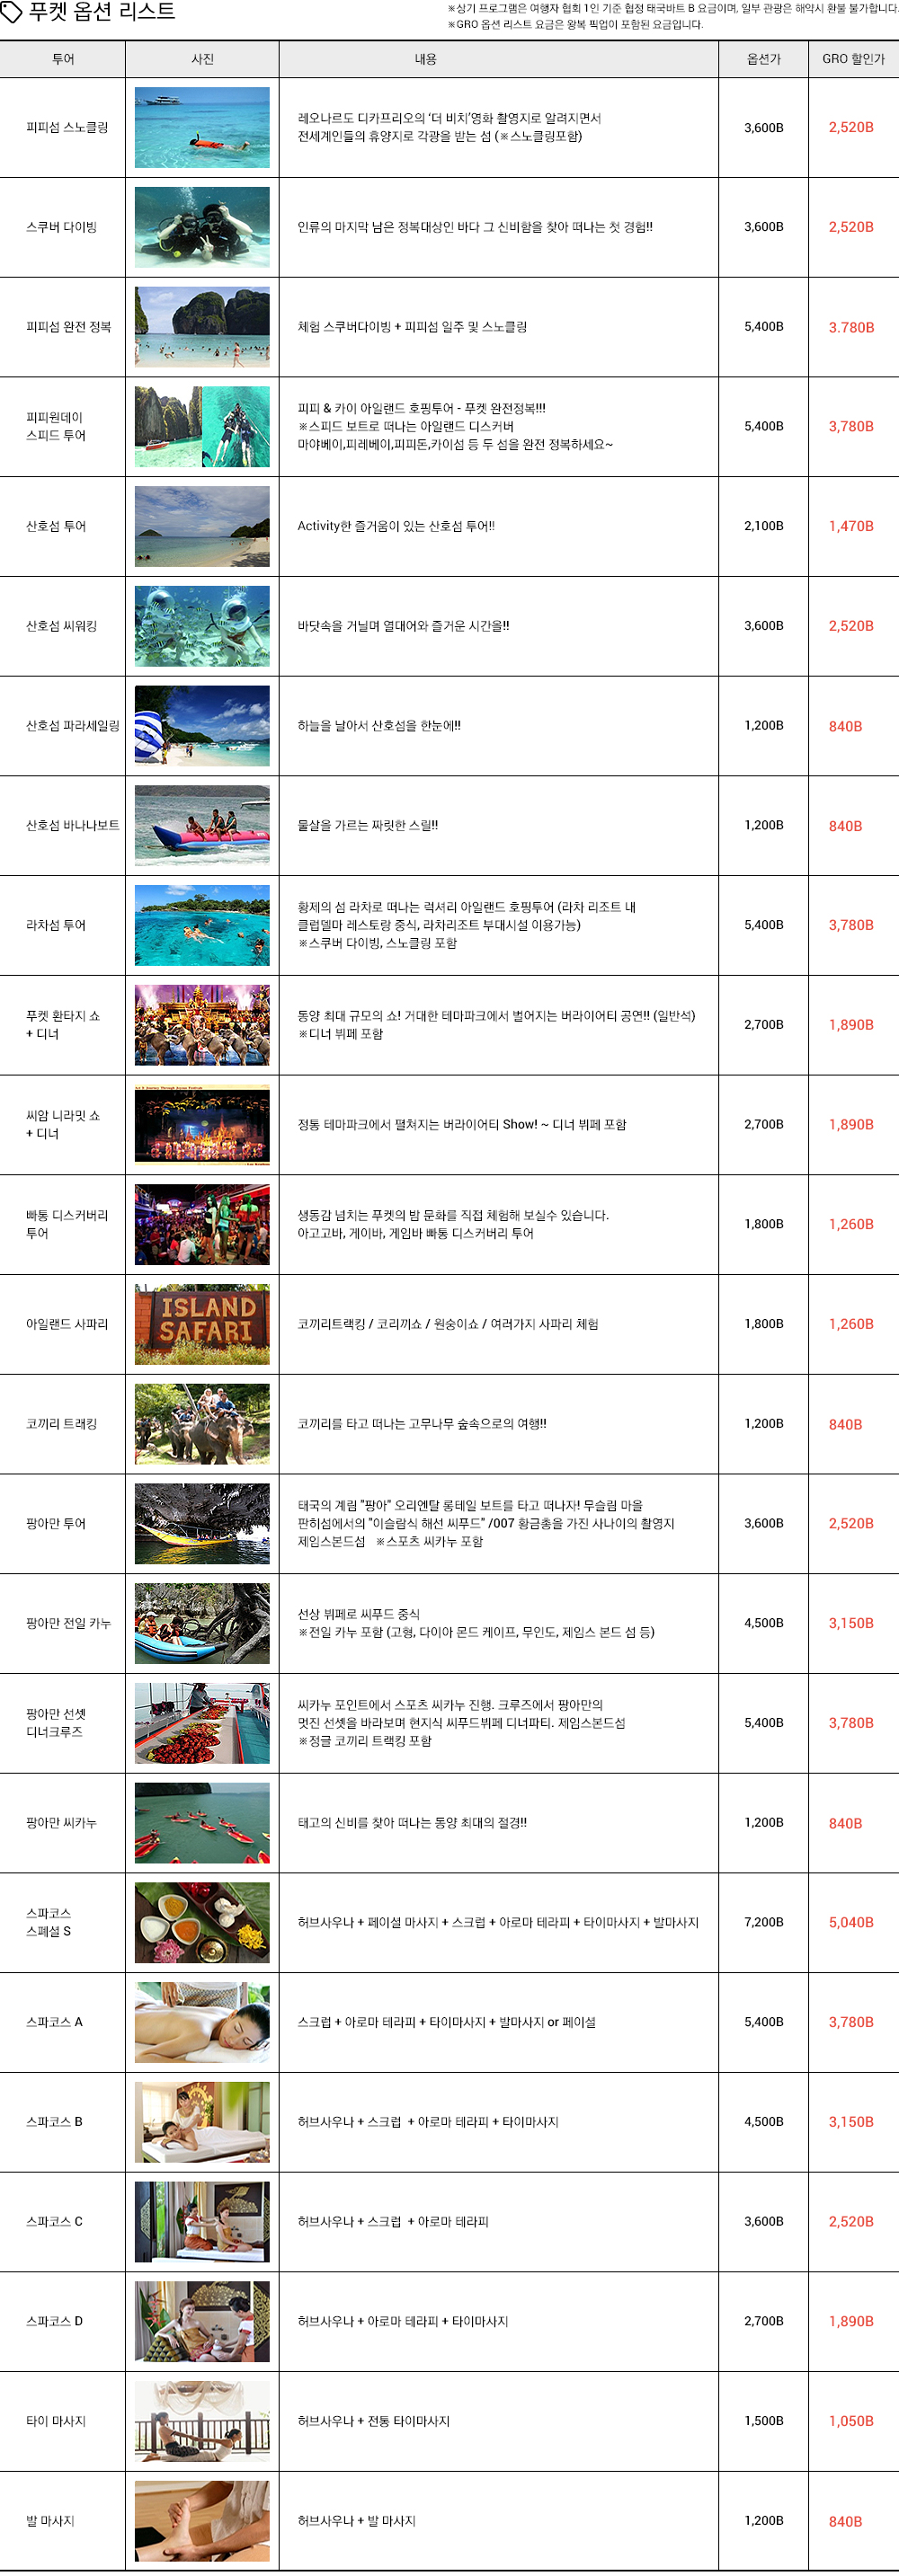 푸켓 옵션 리스트
※상기 프로그램은 여행자 협회 1인 기준 협정 태국바트 B 요금이며, 일부 관광은 해약시 환불 불가합니다.
※GRO 옵션 리스트 요금은 왕복 픽업이 포함된 요금입니다.
투어 사진 내용 옵션가 GRO 할인가
피피섬 스노클링
레오나르도 디카프리오의 ‘더 비치’영화 촬영지로 알려지면서
전세계인들의 휴양지로 각광을 받는 섬 (※스노클링포함)
3,600B 2,520B
스쿠버 다이빙
인류의 마지막 남은 정복대상인 바다 그 신비함을 찾아 떠나는 첫 경험!!
3,600B 2,520B
피피섬 완전 정복
체험 스쿠버다이빙 + 피피섬 일주 및 스노클링
5,400B 3.780B
피피원데이
스피드 투어
피피 & 카이 아일랜드 호핑투어 - 푸켓 완전정복!!!
※스피드 보트로 떠나는 아일랜드 디스커버
마야베이,피레베이,피피돈,카이섬 등 두 섬을 완전 정복하세요~
5,400B 3,780B
산호섬 투어
Activity한 즐거움이 있는 산호섬 투어!!
2,100B 1,470B
산호섬 씨워킹
바닷속을 거닐며 열대어와 즐거운 시간을!!
3,600B 2,520B
산호섬 파라세일링
하늘을 날아서 산호섬을 한눈에!!
1,200B 840B
산호섬 바나나보트
물살을 가르는 짜릿한 스릴!!
1,200B 840B
라차섬 투어
황제의 섬 라차로 떠나는 럭셔리 아일랜드 호핑투어 (라차 리조트 내
클럽델마 레스토랑 중식, 라차리조트 부대시설 이용가능)
※스쿠버 다이빙, 스노클링 포함
5,400B 3,780B
푸켓 환타지 쇼
+ 디너
동양 최대 규모의 쇼! 거대한 테마파크에서 벌어지는 버라이어티 공연!! (일반석)
※디너 뷔페 포함
2,700B 1,890B
씨암 니라밋 쇼
+ 디너
정통 테마파크에서 펼쳐지는 버라이어티 Show! ~ 디너 뷔페 포함
2,700B 1,890B
빠통 디스커버리
투어
생동감 넘치는 푸켓의 밤 문화를 직접 체험해 보실수 있습니다.
아고고바, 게이바, 게임바 빠통 디스커버리 투어
1,800B 1,260B
아일랜드 사파리
ISLAND
SAFARI
코끼리트랙킹 / 코리끼쇼 / 원숭이쇼 / 여러가지 사파리 체험
1,800B 1,260B
코끼리 트래킹
코끼리를 타고 떠나는 고무나무 숲속으로의 여행!!
1,200B 840B
팡아만 투어
태국의 계림 "팡아" 오리엔탈 롱테일 보트를 타고 떠나자! 무슬림 마을
판히섬에서의 "이슬람식 해선 씨푸드" /007 황금총을 가진 사나이의 촬영지
제임스본드섬 ※스포츠 씨카누 포함
3,600B 2,520B
팡아만 전일 카누
선상 뷔페로 씨푸드 중식
※전일 카누 포함 (고형, 다이아 몬드 케이프, 무인도, 제임스 본드 섬 등)
4,500B 3,150B
팡아만 선셋
디너크루즈
씨카누 포인트에서 스포츠 씨카누 진행. 크루즈에서 팡아만의
멋진 선셋을 바라보며 현지식 씨푸드뷔페 디너파티. 제임스본드섬
※정글 코끼리 트랙킹 포함
5,400B 3,780B
팡아만 씨카누
태고의 신비를 찾아 떠나는 동양 최대의 절경!!
1,200B 840B
스파코스
스페셜 S
허브사우나 + 페이설 마사지 + 스크럽 + 아로마 테라피 + 타이마사지 + 발마사지
7,200B 5,040B
스파코스 A
스크럽 + 아로마 테라피 + 타이마사지 + 발마사지 or 페이설
5,400B 3,780B
스파코스 B
허브사우나 + 스크럽 + 아로마 테라피 + 타이마사지
4,500B 3,150B
스파코스 C
허브사우나 + 스크럽 + 아로마 테라피
3,600B 2,520B
스파코스 D
허브사우나 + 아로마 테라피 + 타이마사지
2,700B 1,890B
타이 마사지
허브사우나 + 전통 타이마사지
1,500B 1,050B
발 마사지
허브사우나 + 발 마사지
1,200B 840B